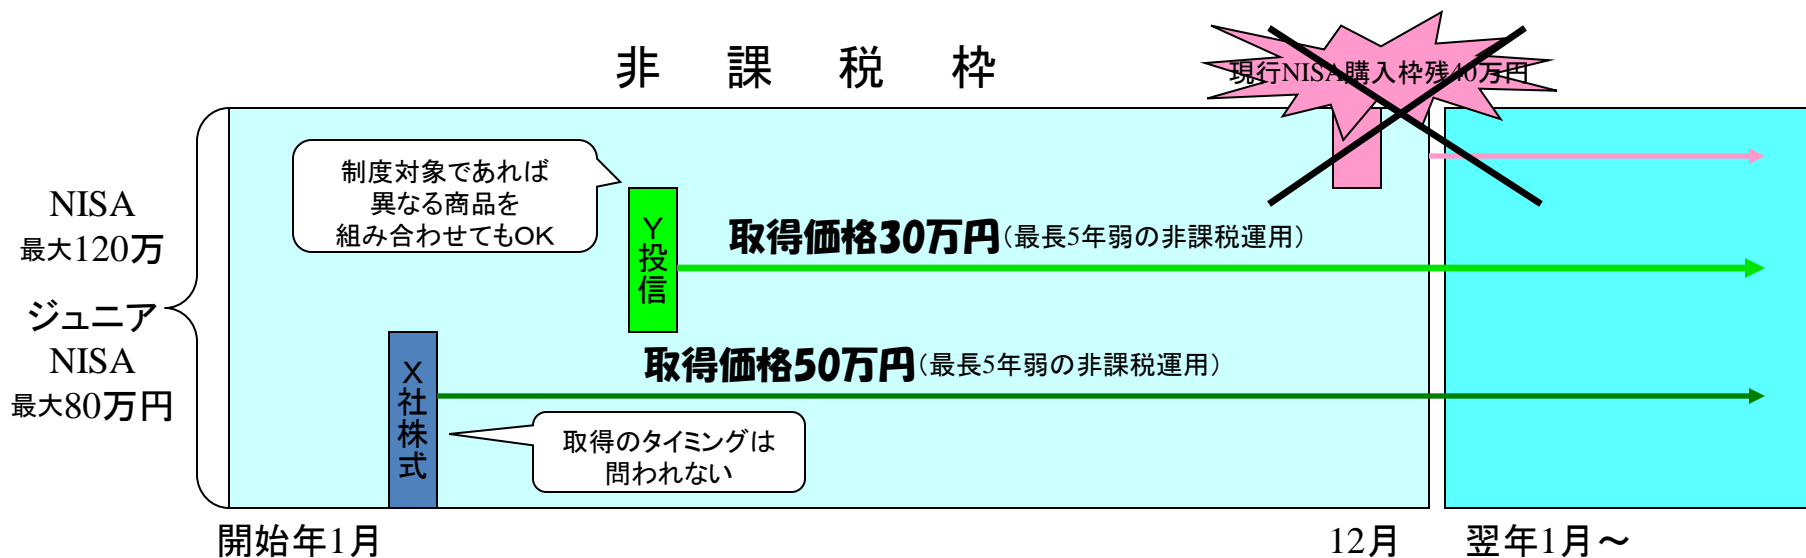 非課税枠
現行NISA購入枠残40万円
制度対象であれば
異なる商品を
組み合わせてもOK
NISA
最大120万
ジュニア
NISA
最大80万円
Y投信
取得価格30万円(最長5年弱の非課税運用)
X社株式
取得価格50万円(最長5年弱の非課税運用)
取得のタイミングは
問われない
開始年1月
12月
翌年1月～